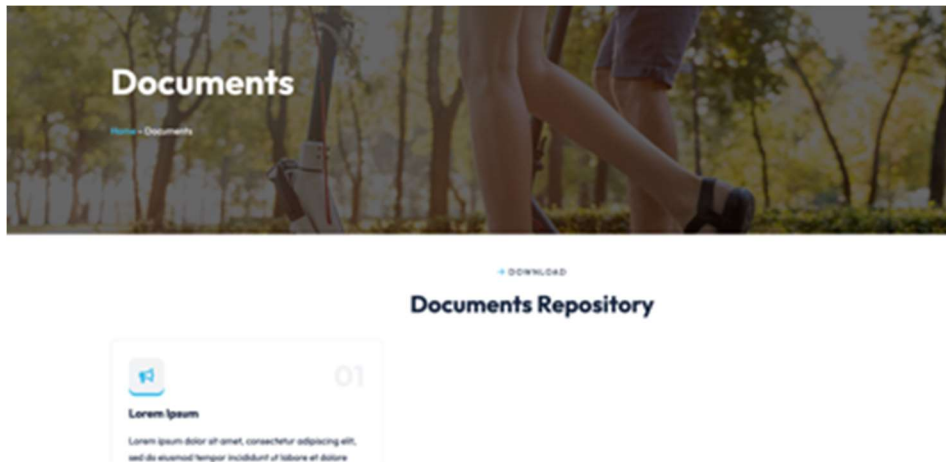 Documents
Home - Documents
DOWNLOAD
Documents Repository
01
Lorem Ipsum
Lorem ipsum dolor sit amet, consectetur adipiscing elit,
sed do eiusmod tempor incididunt ut labore et dolore